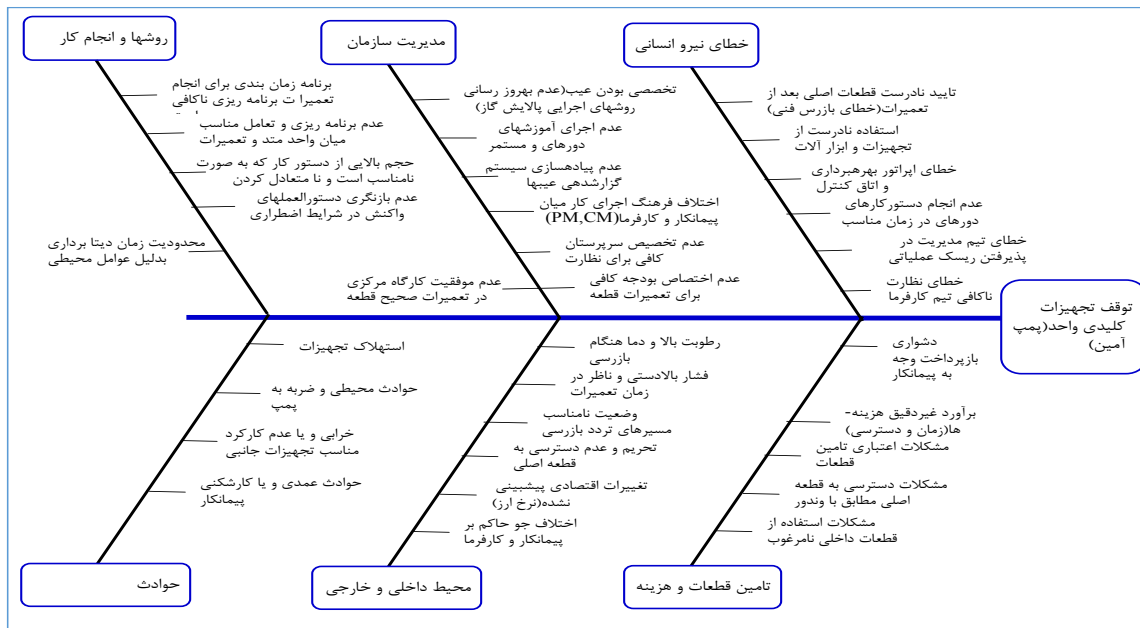 خطای نیرو انسانی
تایید نادرست قطعات اصلی بعد از
تعمیرات(خطای بازرس فنی)
استفاده نادرست از
تجهیزات و ابزار آلات
خطای اپراتور بهرهبرداری
و اتاق کنترل
عدم انجام دستورکارهای
دورهای در زمان مناسب
خطای تیم مدیریت در
پذیرفتن ریسک عملیاتی
خطای نظارت
ناکافی تیم کارفرما
مدیریت سازمان
تخصصی بودن عیب(عدم بهروز رسانی
روشهای اجرایی پالایش گاز)
عدم اجرای آموزشهای
دورهای و مستمر
عدم پیادهسازی سیستم
گزارشدهی عیبها
اختلاف فرهنگ اجرای کار میان
پیمانکار و کارفرما(PM,CM)
عدم تخصیص سرپرستان
کافی برای نظارت
عدم اختصاص بودجه کافی
برای تعمیرات قطعه
عدم موفقیت کارگاه مرکزی
در تعمیرات صحیح قطعه
روشها و انجام کار
برنامه زمان بندی برای انجام
تعمیرا ت برنامه ریزی ناکافی
عدم برنامه ریزی و تعامل مناسب
میان واحد متد و تعمیرات
حجم بالایی از دستور کار که به صورت
نامناسب است و نا متعادل کردن
عدم بازنگری دستورالعملهای
واکنش در شرایط اضطراری
محدودیت زمان دیتا برداری
بدلیل عوامل محیطی
توقف تجهیزات
کلیدی واحد(پمپ
آمین)
دشواری
بازپرداخت وجه
به پیمانکار
برآورد غیردقیق هزینه-
ها(زمان و دسترسی)
مشکلات اعتباری تامین
قطعات
مشکلات دسترسی به قطعه
اصلی مطابق با وندور
مشکلات استفاده از
قطعات داخلی نامرغوب
تامین قطعات و هزینه
رطوبت بالا و دما هنگام
بازرسی
فشار بالادستی و ناظر در
زمان تعمیرات
وضعیت نامناسب
مسیرهای تردد بازرسی
تحریم و عدم دسترسی به
قطعه اصلی
تغییرات اقتصادی پیشبینی
نشده(نرخ ارز)
اختلاف جو حاکم بر
پیمانکار و کارفرما
محیط داخلی و خارجی
استهلاک تجهیزات
حوادث محیطی و ضربه به
پمپ
خرابی و یا عدم کارکرد
مناسب تجهیزات جانبی
حوادث عمدی و یا کارشکنی
پیمانکار
حوادث